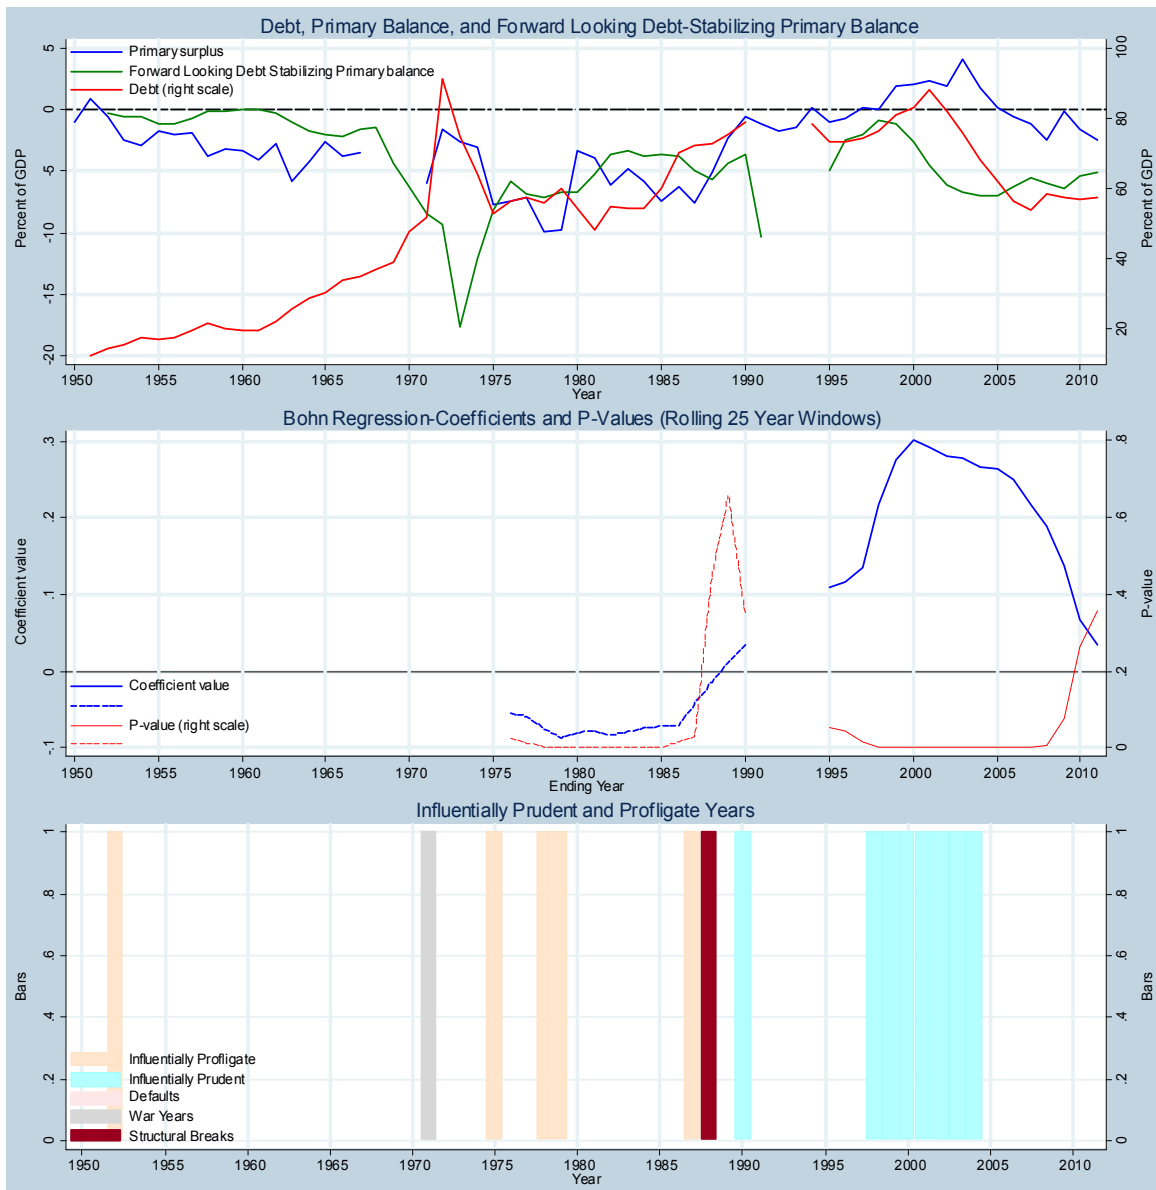 Debt, Primary Balance, and Forward Looking Debt-Stabilizing Primary Balance
Primary surplus
Forward Looking Debt Stabilizing Primary balance
Debt (right scale)
Percent of GDP
5
0
-5
-10
-15
-20
100
80
60
40
20
Percent of GDP
1950 1955 1960 1965 1970 1975 1980 1985 1990 1995 2000 2005 2010
Year
Bohn Regression-Coefficients and P-Values (Rolling 25 Year Windows)
Coefficient value
.3
.2
.1
0
-.1
.8
.6
.4
.2
0
P-value
Coefficient value
P-value (right scale)
1950 1955 1960 1965 1970 1975 1980 1985 1990 1995 2000 2005 2010
Ending Year
Influentially Prudent and Profligate Years
Bars
1
.8
.6
.4
.2
0
1
.8
.6
.4
.2
0
Bars
Influentially Profligate
Influentially Prudent
Defaults
War Years
Structural Breaks
1950 1955 1960 1965 1970 1975 1980 1985 1990 1995 2000 2005 2010
Year